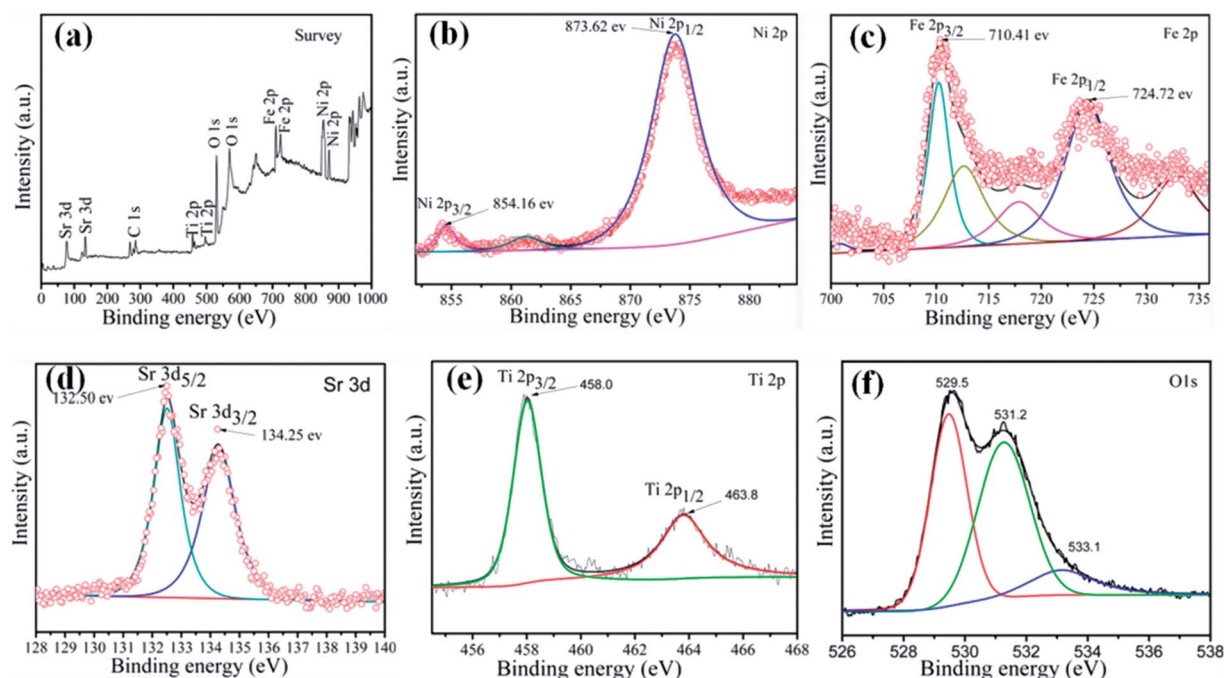 (a)
Survey
Intensity (a.u.)
Sr 3d
Sr 3d
C 1s
Ti 2p
Ti 2p
O 1s
O 1s
Fe 2p
Fe 2p
Ni 2p
Ni 2p
0 100 200 300 400 500 600 700 800 900 1000
Binding energy (eV)
(b)
873.62 ev
Ni 2p1/2
Ni 2p
Intensity (a.u.)
Ni 2p3/2
854.16 ev
855 860 865 870 875 880
Binding energy (eV)
(c)
Fe 2p3/2
710.41 ev
Fe 2p
Fe 2p1/2
724.72 ev
Intensity (a.u.)
700 705 710 715 720 725 730 735
Binding energy (eV)
(d)
Sr 3d5/2
Sr 3d
132.50 ev
Sr 3d3/2
134.25 ev
Intensity (a.u.)
128 129 130 131 132 133 134 135 136 137 138 139 140
Binding energy (eV)
(e)
Ti 2p3/2
458.0
Ti 2p
Ti 2p1/2
463.8
Intensity (a.u.)
456 458 460 462 464 466 468
Binding energy (eV)
(f)
529.5
O1s
531.2
533.1
Intensity (a.u.)
526 528 530 532 534 536 538
Binding energy (eV)